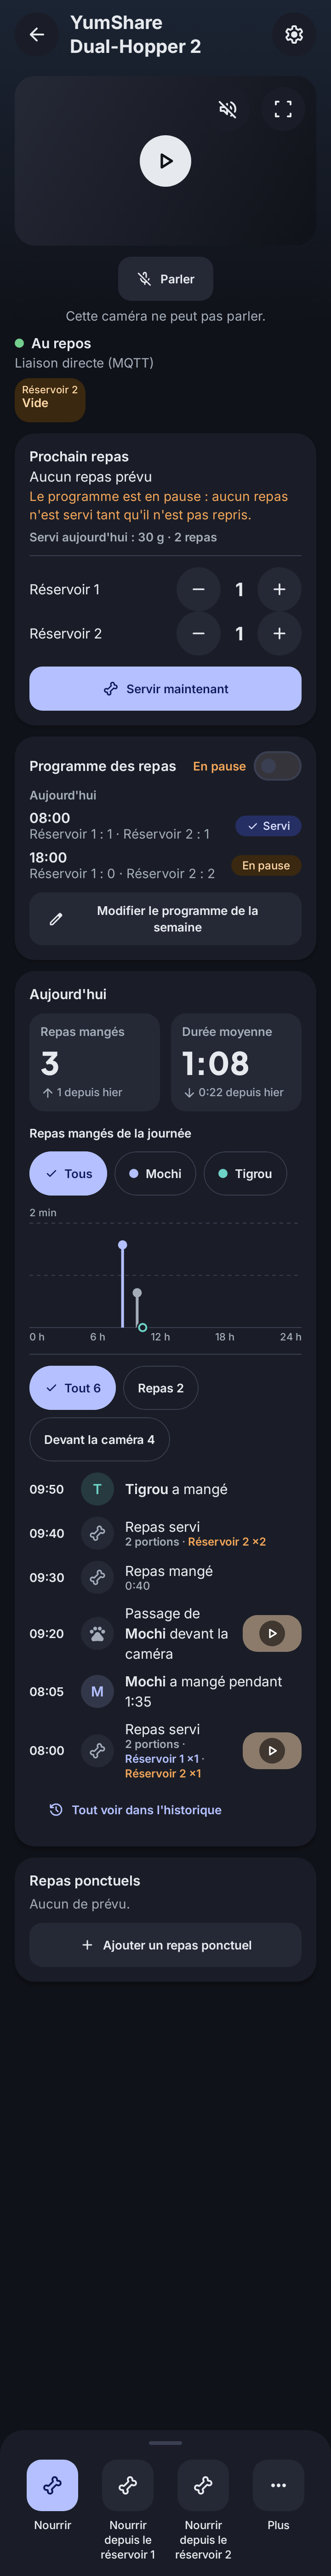 YumShare
Dual-Hopper 2
Parler
Cette caméra ne peut pas parler.
Au repos
Liaison directe (MQTT)
Réservoir 2
Vide
Prochain repas
Aucun repas prévu
Le programme est en pause : aucun repas
n'est servi tant qu'il n'est pas repris.
Servi aujourd'hui : 30 g · 2 repas
Réservoir 1
1
Réservoir 2
1
Servir maintenant
Programme des repas
En pause
Aujourd'hui
08:00
Réservoir 1 : 1 · Réservoir 2 : 1
Servi
18:00
Réservoir 1 : 0 · Réservoir 2 : 2
En pause
Modifier le programme de la
semaine
Aujourd'hui
Repas mangés
3
1 depuis hier
Durée moyenne
1:08
0:22 depuis hier
Repas mangés de la journée
Tous
Mochi
Tigrou
2 min
0 h 6 h 12 h 18 h 24 h
Tout 6
Repas 2
Devant la caméra 4
09:50
T
Tigrou a mangé
09:40
Repas servi
2 portions · Réservoir 2 ×2
09:30
Repas mangé
0:40
09:20
Passage de
Mochi devant la
caméra
08:05
M
Mochi a mangé pendant
1:35
08:00
Repas servi
2 portions ·
Réservoir 1 ×1 ·
Réservoir 2 ×1
Tout voir dans l'historique
Repas ponctuels
Aucun de prévu.
Ajouter un repas ponctuel
Nourrir
Nourrir
depuis le
réservoir 1
Nourrir
depuis le
réservoir 2
Plus